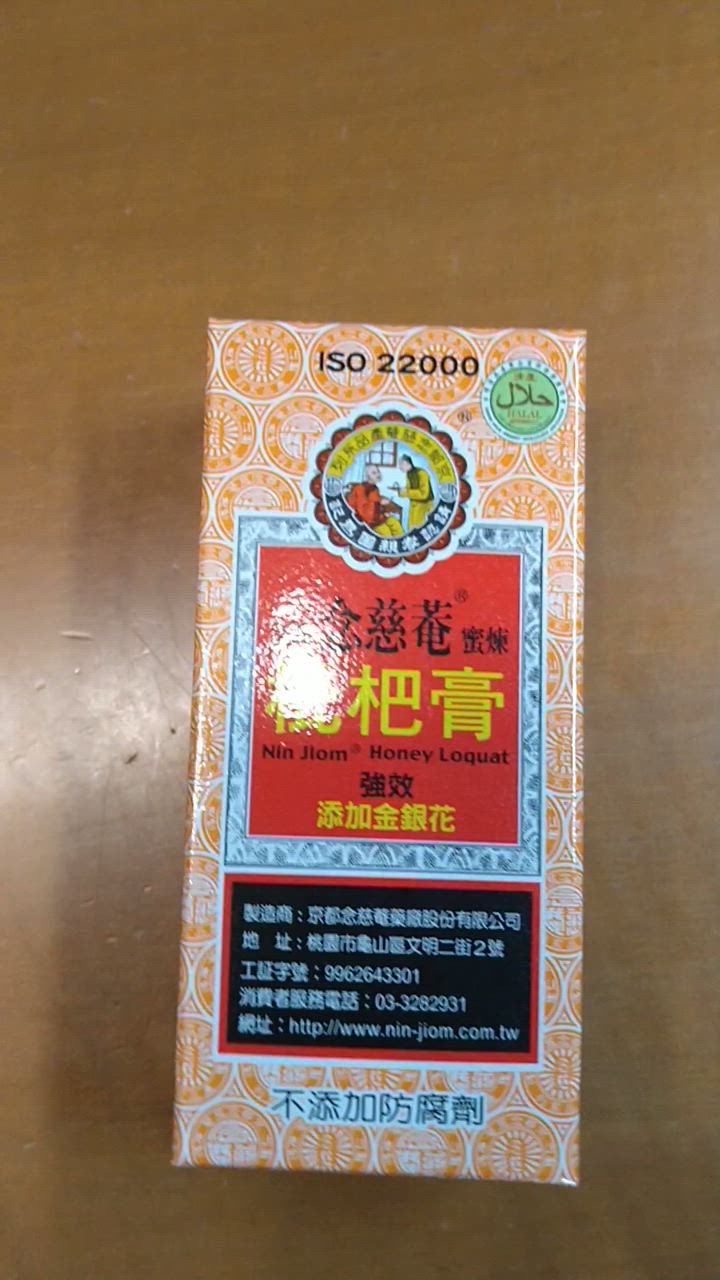 ISO 22000
حلال
HALAL
念慈菴® 蜜煉
枇杷膏
Nin Jiom® Honey Loquat
強效
添加金銀花
製造商：京都念慈菴藥廠股份有限公司
地 址：桃園市龜山區文明二街2號
工証字號：9962643301
消費者服務電話：03-3282931
網址：http://www.nin-jiom.com.tw
不添加防腐劑